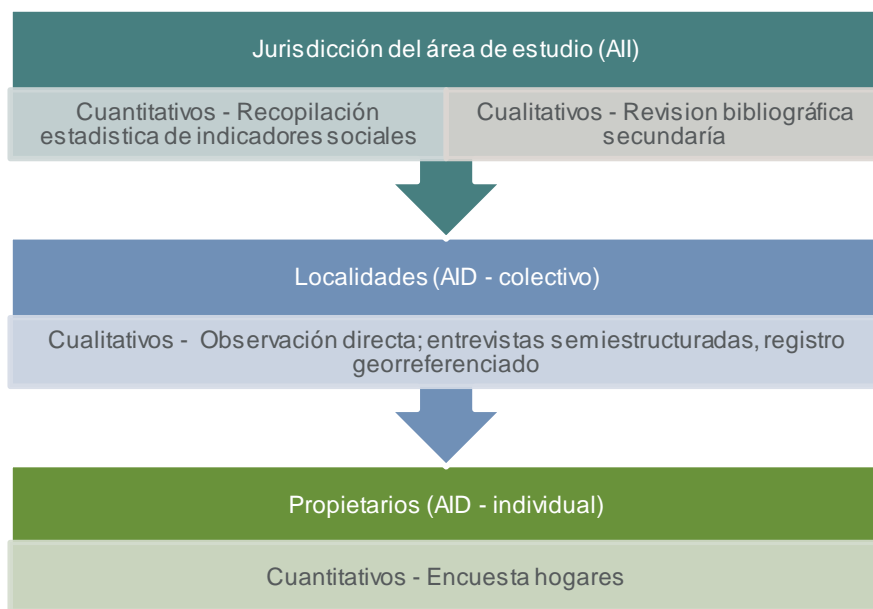 Jurisdicción del área de estudio (AII)
Cuantitativos - Recopilación
estadistica de indicadores sociales
Cualitativos - Revision bibliográfica
secundaría
Localidades (AID - colectivo)
Cualitativos - Observación directa; entrevistas semiestructuradas, registro
georreferenciado
Propietarios (AID - individual)
Cuantitativos - Encuesta hogares